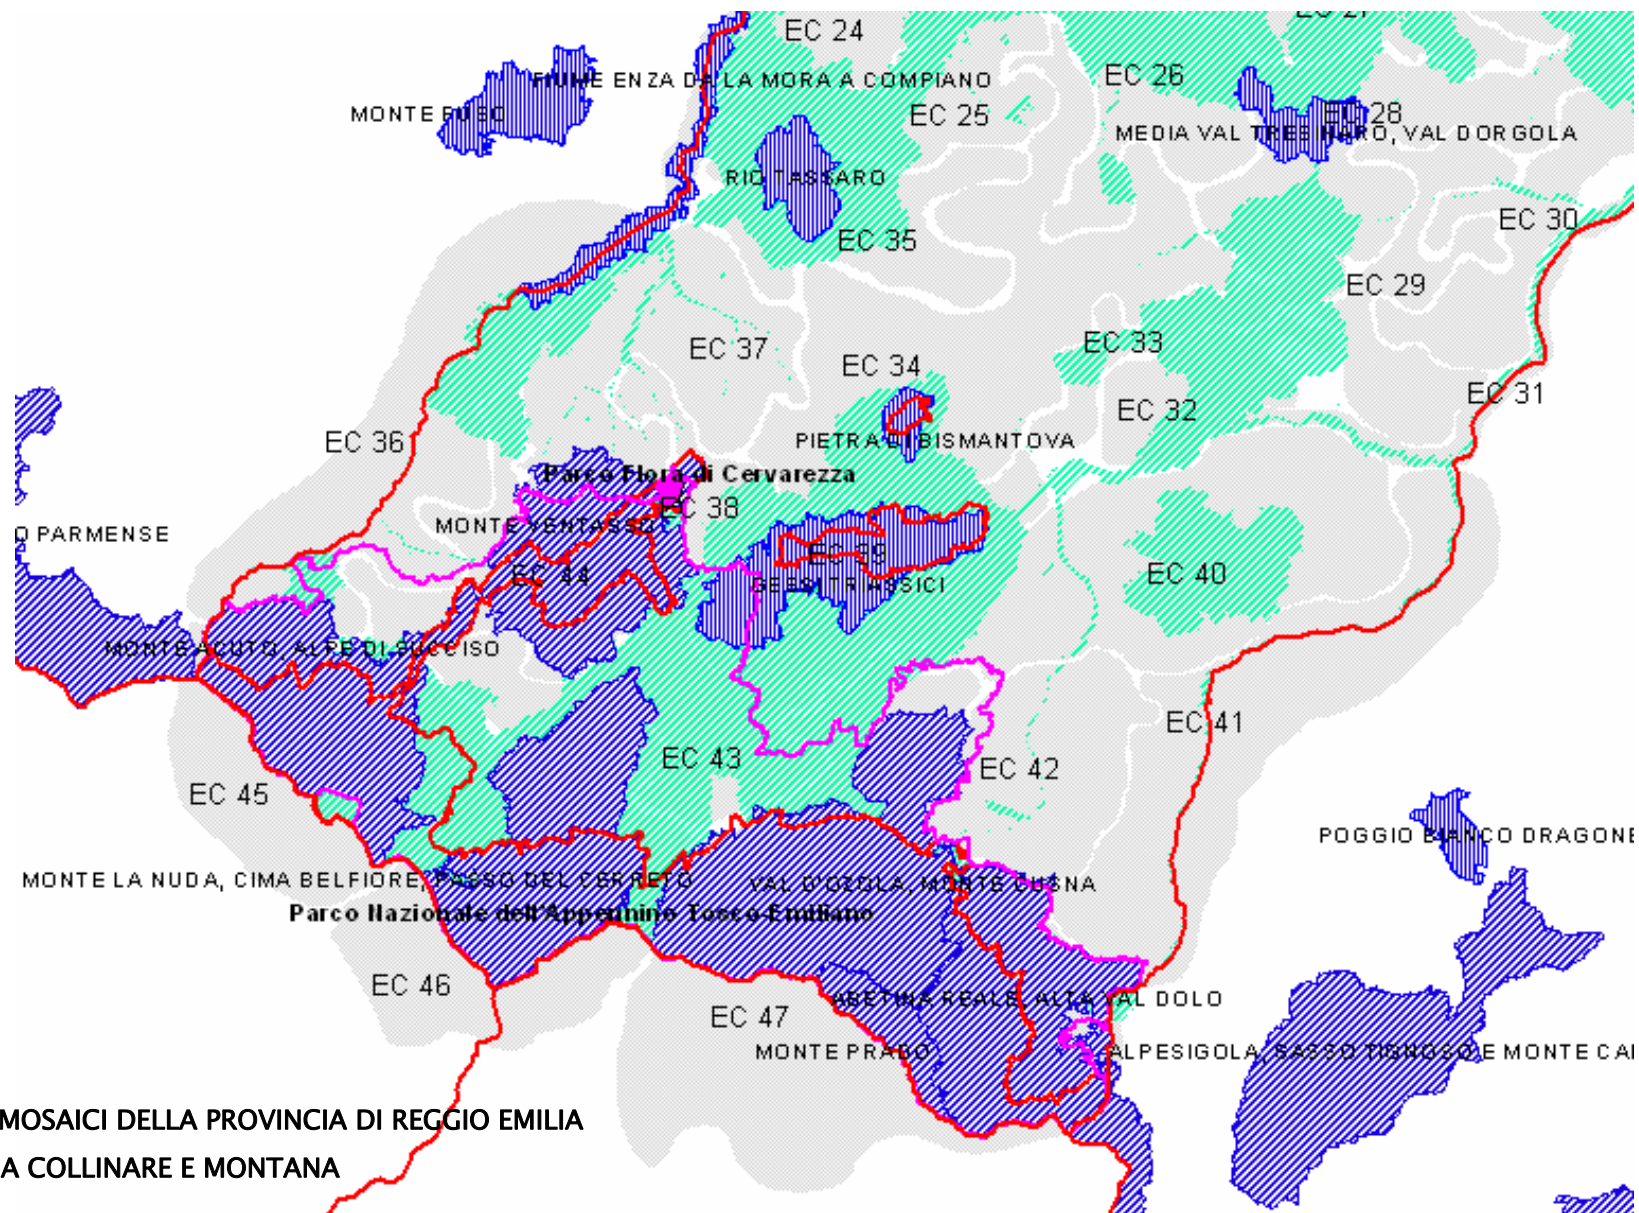 EC 24
EC 27
FIUME ENZA DA LA MORA A COMPIANO
EC 26
MONTE FUSO
EC 25
EC 28
MEDIA VAL TRESINARO, VAL DORGOLA
RIO TASSARO
EC 30
EC 35
EC 29
EC 37
EC 33
EC 34
EC 31
EC 32
EC 36
PIETRA DI BISMANTOVA
Parco Flora di Cervarezza
EC 38
MONTE VENTASSO
O PARMENSE
EC 39
EC 44
EC 40
GESSI TRIASSICI
MONTE ACUTO, ALPE DI SUCCISO
EC 41
EC 43
EC 42
EC 45
POGGIO BIANCO DRAGONE
MONTE LA NUDA, CIMA BELFIORE, PASSO DEL CERRETO
VAL D'OZOLA, MONTE CUSNA
Parco Nazionale dell'Appennino Tosco-Emiliano
EC 46
ABETINA REALE, ALTA VAL DOLO
EC 47
MONTE PRADO
ALPESIGOLA, SASSO TIGNOSO E MONTE CA
MOSAICI DELLA PROVINCIA DI REGGIO EMILIA
A COLLINARE E MONTANA